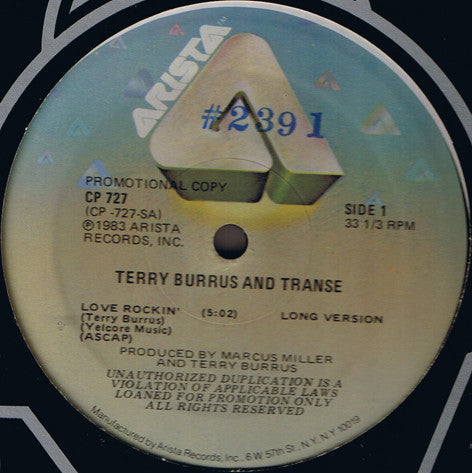 ARISTA™
#2391
PROMOTIONAL COPY
CP 727
(CP -727-SA)
℗1983 ARISTA
RECORDS, INC.
SIDE 1
33 1/3 RPM
TERRY BURRUS AND TRANSE
LOVE ROCKIN' (5:02) LONG VERSION
(Terry Burrus)
(Yelcore Music)
(ASCAP)
PRODUCED BY MARCUS MILLER
AND TERRY BURRUS
UNAUTHORIZED DUPLICATION IS A
VIOLATION OF APPLICABLE LAWS
LOANED FOR PROMOTION ONLY
ALL RIGHTS RESERVED
Manufactured by Arista Records, Inc., 6 W. 57th St., N.Y., N.Y. 10019